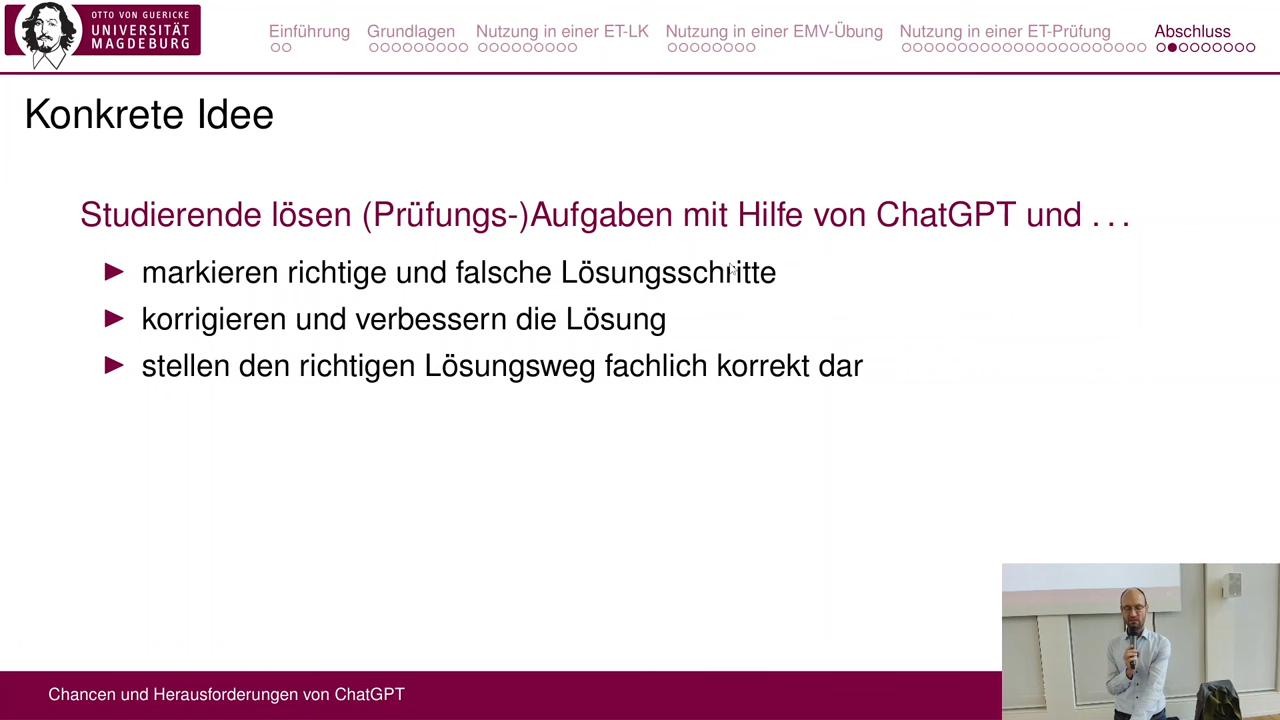 OTTO VON GUERICKE
UNIVERSITÄT
MAGDEBURG
Einführung
Grundlagen
Nutzung in einer ET-LK
Nutzung in einer EMV-Übung
Nutzung in einer ET-Prüfung
Abschluss
Konkrete Idee
Studierende lösen (Prüfungs-)Aufgaben mit Hilfe von ChatGPT und . . .
markieren richtige und falsche Lösungsschritte
korrigieren und verbessern die Lösung
stellen den richtigen Lösungsweg fachlich korrekt dar
Chancen und Herausforderungen von ChatGPT